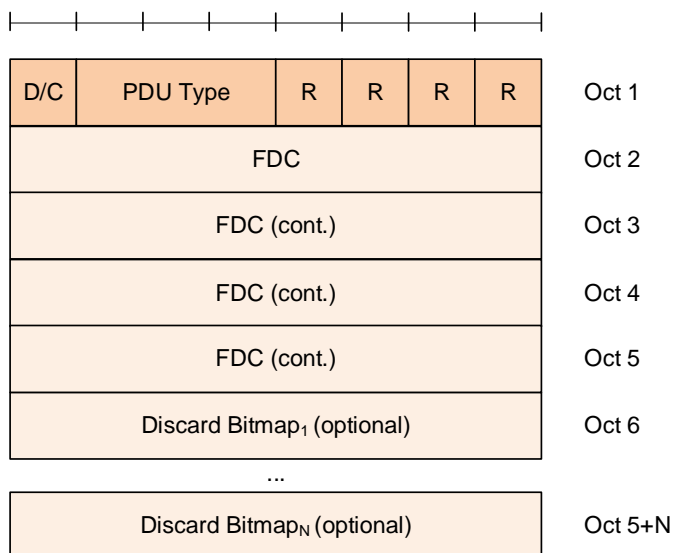 D/C PDU Type R R R R Oct 1
FDC Oct 2
FDC (cont.) Oct 3
FDC (cont.) Oct 4
FDC (cont.) Oct 5
Discard Bitmap₁ (optional) Oct 6
...
Discard Bitmap_N (optional) Oct 5+N